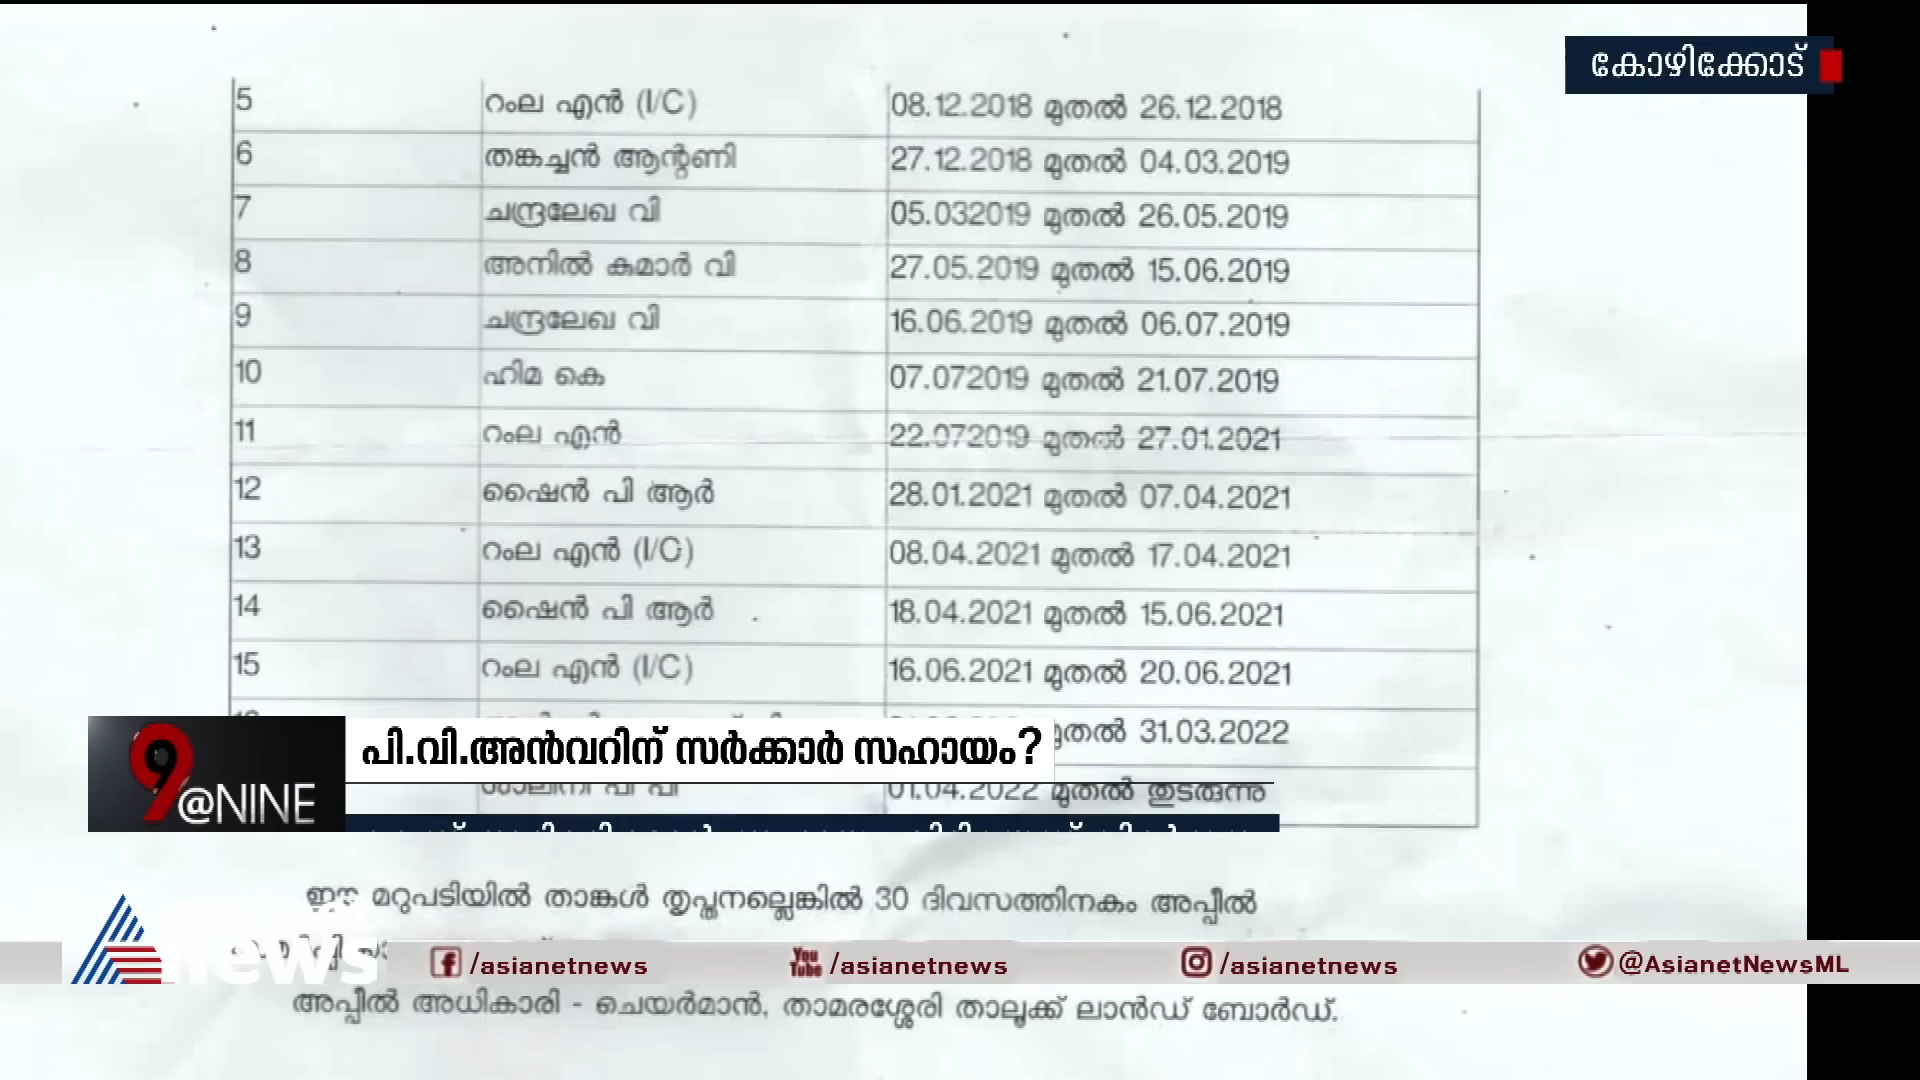 കോഴിക്കോട്
5 റംല എൻ (I/C) 08.12.2018 മുതൽ 26.12.2018
6 തങ്കച്ചൻ ആന്റണി 27.12.2018 മുതൽ 04.03.2019
7 ചന്ദ്രലേഖ വി 05.032019 മുതൽ 26.05.2019
8 അനിൽ കുമാർ വി 27.05.2019 മുതൽ 15.06.2019
9 ചന്ദ്രലേഖ വി 16.06.2019 മുതൽ 06.07.2019
10 ഹിമ കെ 07.072019 മുതൽ 21.07.2019
11 റംല എൻ 22.072019 മുതൽ 27.01.2021
12 ഷൈൻ പി ആർ 28.01.2021 മുതൽ 07.04.2021
13 റംല എൻ (I/C) 08.04.2021 മുതൽ 17.04.2021
14 ഷൈൻ പി ആർ 18.04.2021 മുതൽ 15.06.2021
15 റംല എൻ (I/C) 16.06.2021 മുതൽ 20.06.2021
മുതൽ 31.03.2022
9@NINE പി.വി.അൻവറിന് സർക്കാർ സഹായം?
01.04.2022 മുതൽ തുടരുന്നു
ഈ മറുപടിയിൽ താങ്കൾ തൃപ്തനല്ലെങ്കിൽ 30 ദിവസത്തിനകം അപ്പീൽ
news /asianetnews You Tube /asianetnews /asianetnews @AsianetNewsML
അപ്പീൽ അധികാരി - ചെയർമാൻ, താമരശ്ശേരി താലൂക്ക് ലാൻഡ് ബോർഡ്.